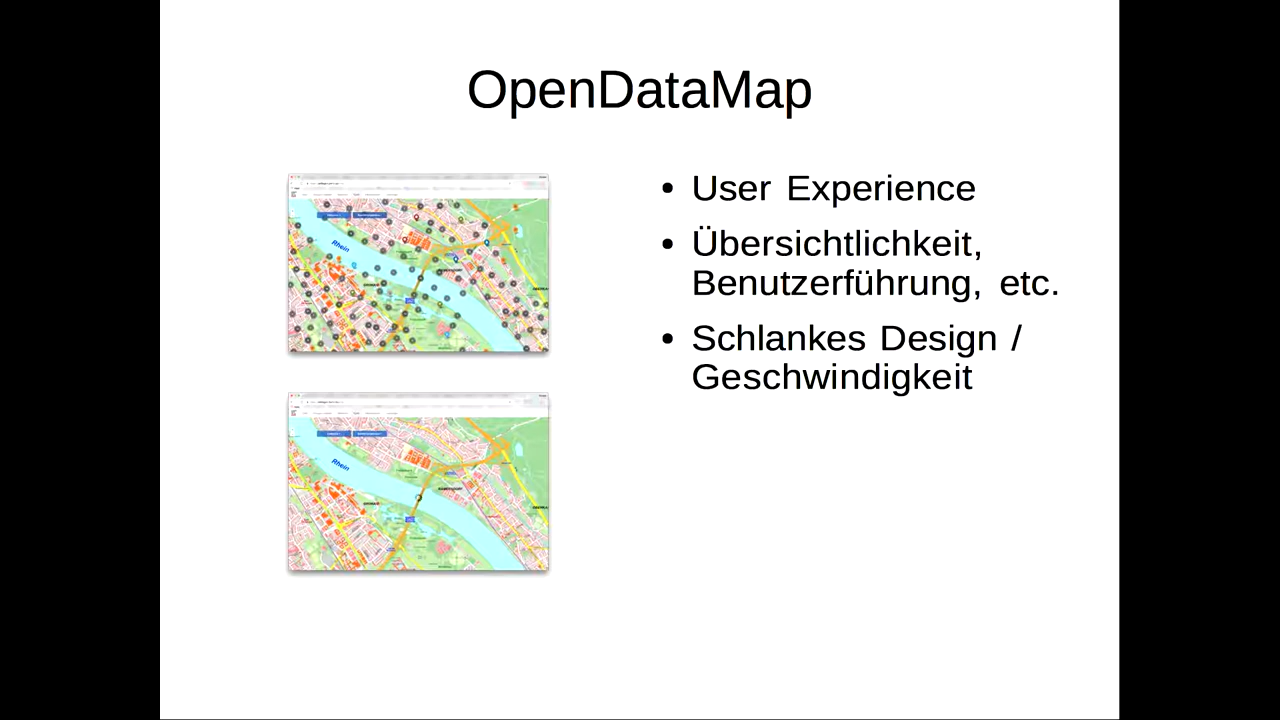 OpenDataMap
Rhein
Rhein
• User Experience
• Übersichtlichkeit,
Benutzerführung, etc.
• Schlankes Design /
Geschwindigkeit